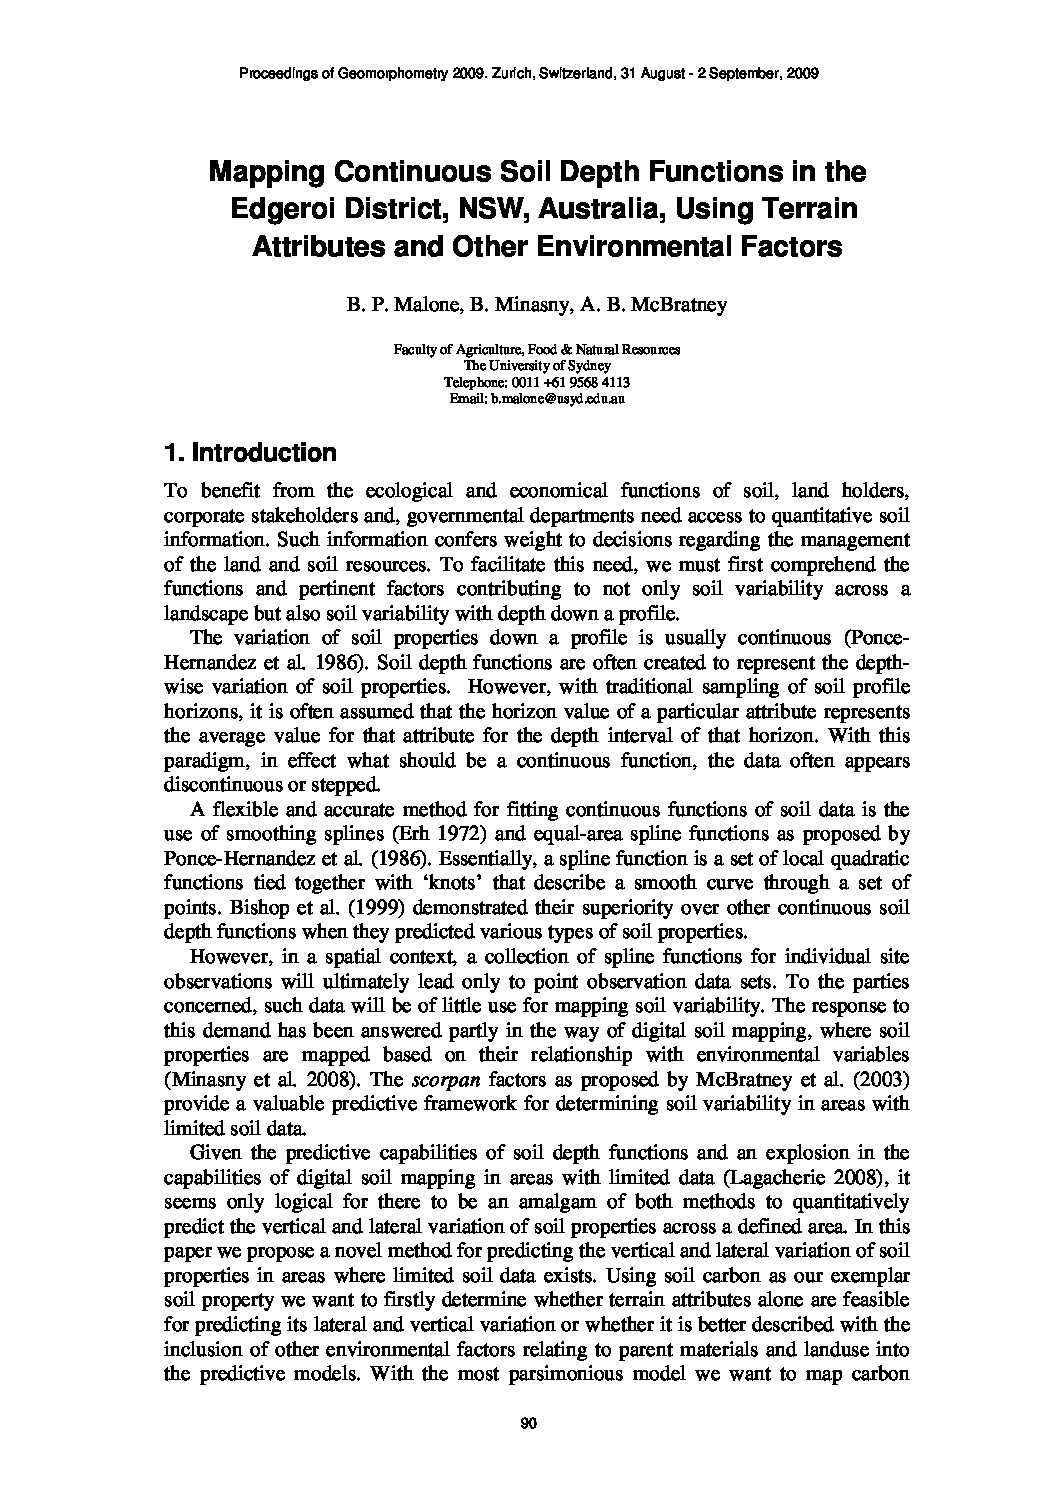 Proceedings of Geomorphometry 2009. Zurich, Switzerland, 31 August - 2 September, 2009
Mapping Continuous Soil Depth Functions in the
Edgeroi District, NSW, Australia, Using Terrain
Attributes and Other Environmental Factors
B. P. Malone, B. Minasny, A. B. McBratney
Faculty of Agriculture, Food & Natural Resources
The University of Sydney
Telephone: 0011 +61 9568 4113
Email: b.malone@usyd.edu.au
1. Introduction
To benefit from the ecological and economical functions of soil, land holders,
corporate stakeholders and, governmental departments need access to quantitative soil
information. Such information confers weight to decisions regarding the management
of the land and soil resources. To facilitate this need, we must first comprehend the
functions and pertinent factors contributing to not only soil variability across a
landscape but also soil variability with depth down a profile.
The variation of soil properties down a profile is usually continuous (Ponce-
Hernandez et al. 1986). Soil depth functions are often created to represent the depth-
wise variation of soil properties. However, with traditional sampling of soil profile
horizons, it is often assumed that the horizon value of a particular attribute represents
the average value for that attribute for the depth interval of that horizon. With this
paradigm, in effect what should be a continuous function, the data often appears
discontinuous or stepped.
A flexible and accurate method for fitting continuous functions of soil data is the
use of smoothing splines (Erh 1972) and equal-area spline functions as proposed by
Ponce-Hernandez et al. (1986). Essentially, a spline function is a set of local quadratic
functions tied together with ‘knots’ that describe a smooth curve through a set of
points. Bishop et al. (1999) demonstrated their superiority over other continuous soil
depth functions when they predicted various types of soil properties.
However, in a spatial context, a collection of spline functions for individual site
observations will ultimately lead only to point observation data sets. To the parties
concerned, such data will be of little use for mapping soil variability. The response to
this demand has been answered partly in the way of digital soil mapping, where soil
properties are mapped based on their relationship with environmental variables
(Minasny et al. 2008). The scorpan factors as proposed by McBratney et al. (2003)
provide a valuable predictive framework for determining soil variability in areas with
limited soil data.
Given the predictive capabilities of soil depth functions and an explosion in the
capabilities of digital soil mapping in areas with limited data (Lagacherie 2008), it
seems only logical for there to be an amalgam of both methods to quantitatively
predict the vertical and lateral variation of soil properties across a defined area. In this
paper we propose a novel method for predicting the vertical and lateral variation of soil
properties in areas where limited soil data exists. Using soil carbon as our exemplar
soil property we want to firstly determine whether terrain attributes alone are feasible
for predicting its lateral and vertical variation or whether it is better described with the
inclusion of other environmental factors relating to parent materials and landuse into
the predictive models. With the most parsimonious model we want to map carbon
90